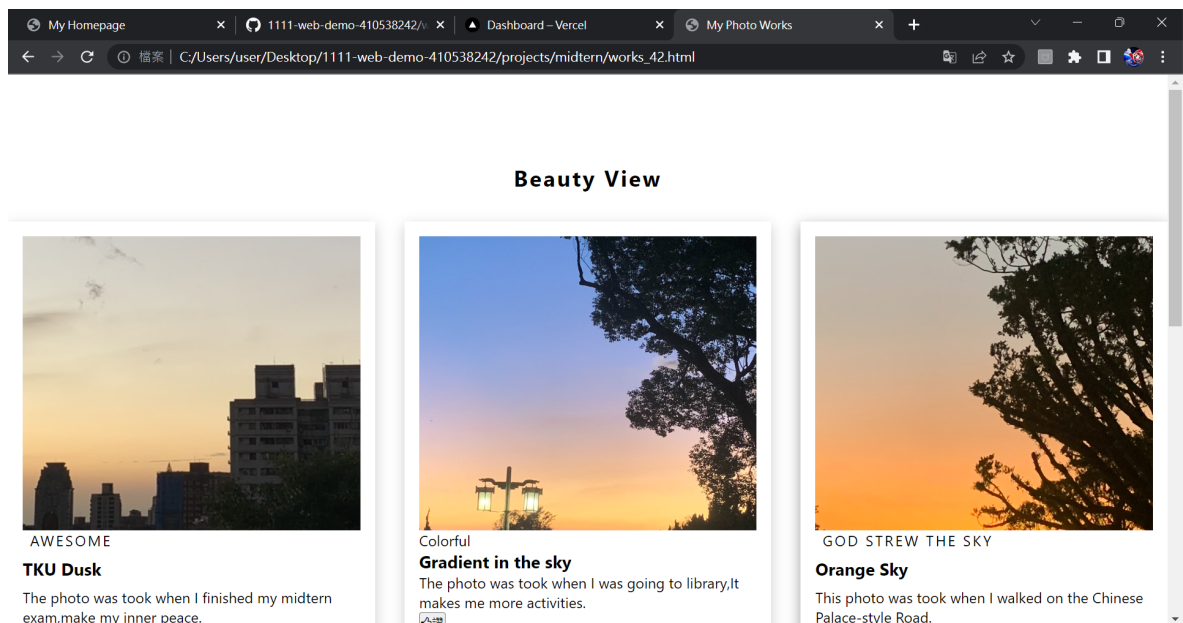 My Homepage
1111-web-demo-410538242/w
Dashboard – Vercel
My Photo Works
檔案 | C:/Users/user/Desktop/1111-web-demo-410538242/projects/midtern/works_42.html
Beauty View
AWESOME
TKU Dusk
The photo was took when I finished my midtern
exam,make my inner peace.
Colorful
Gradient in the sky
The photo was took when I was going to library,It
makes me more activities.
GOD STREW THE SKY
Orange Sky
This photo was took when I walked on the Chinese
Palace-style Road.